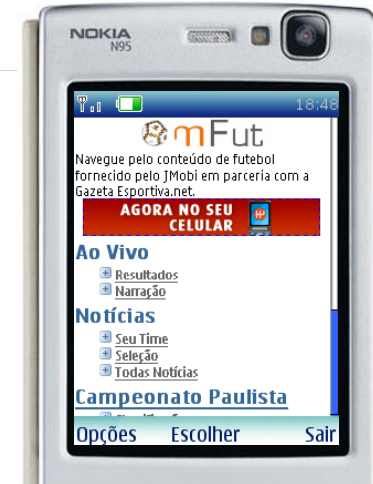 NOKIA
N95
18:48
mFut
Navegue pelo conteúdo de futebol
fornecido pelo JMobi em parceria com a
Gazeta Esportiva.net.
AGORA NO SEU
CELULAR
Ao Vivo
Resultados
Narração
Notícias
Seu Time
Seleção
Todas Notícias
Campeonato Paulista
Opções Escolher Sair